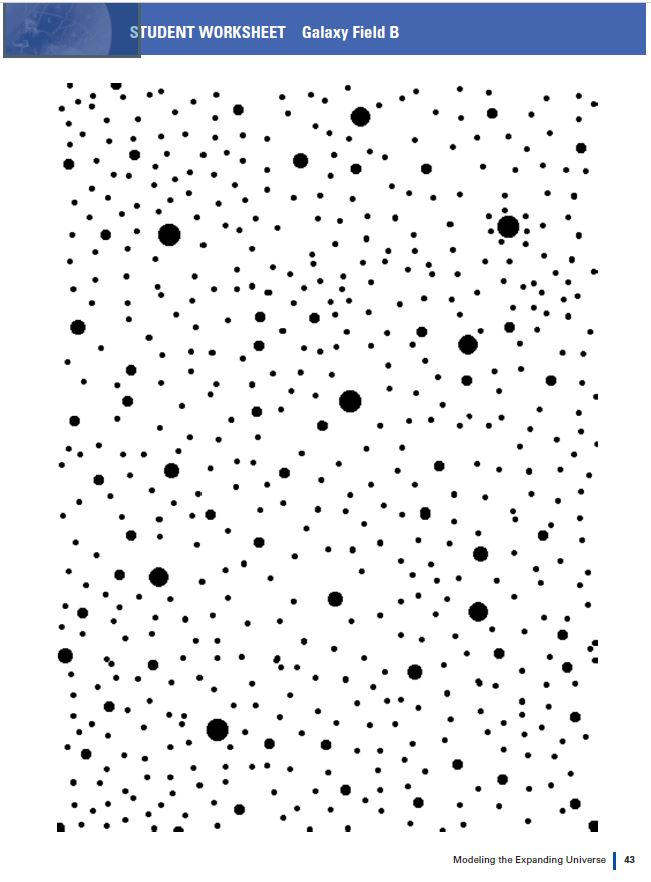 STUDENT WORKSHEET Galaxy Field B
Modeling the Expanding Universe 43